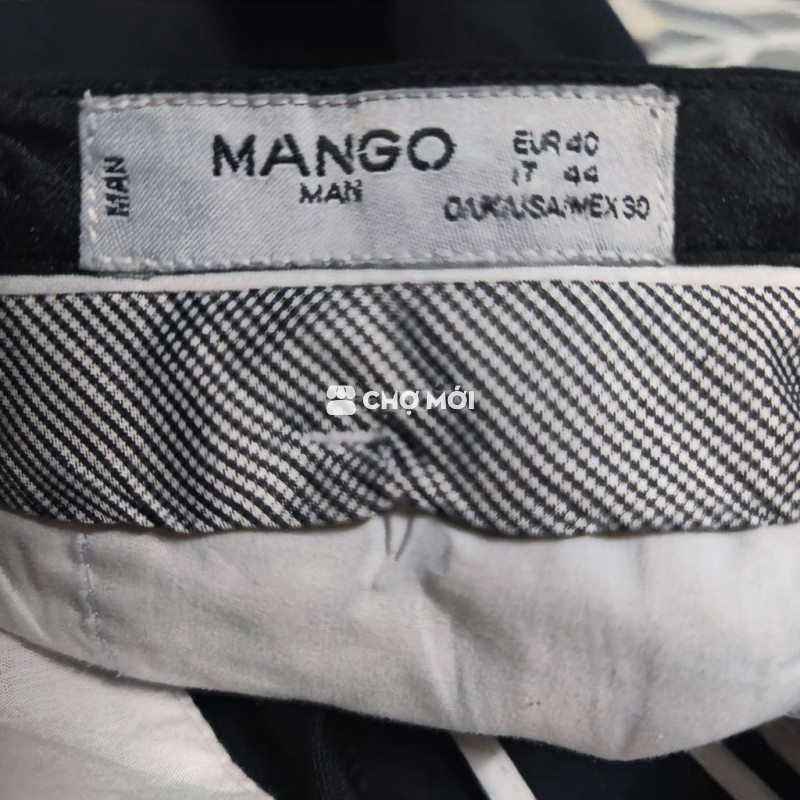 MANGO
MAN
MAN
EUR 40
IT 44
D/UK/USA/MEX 30
CHỢ MỚI